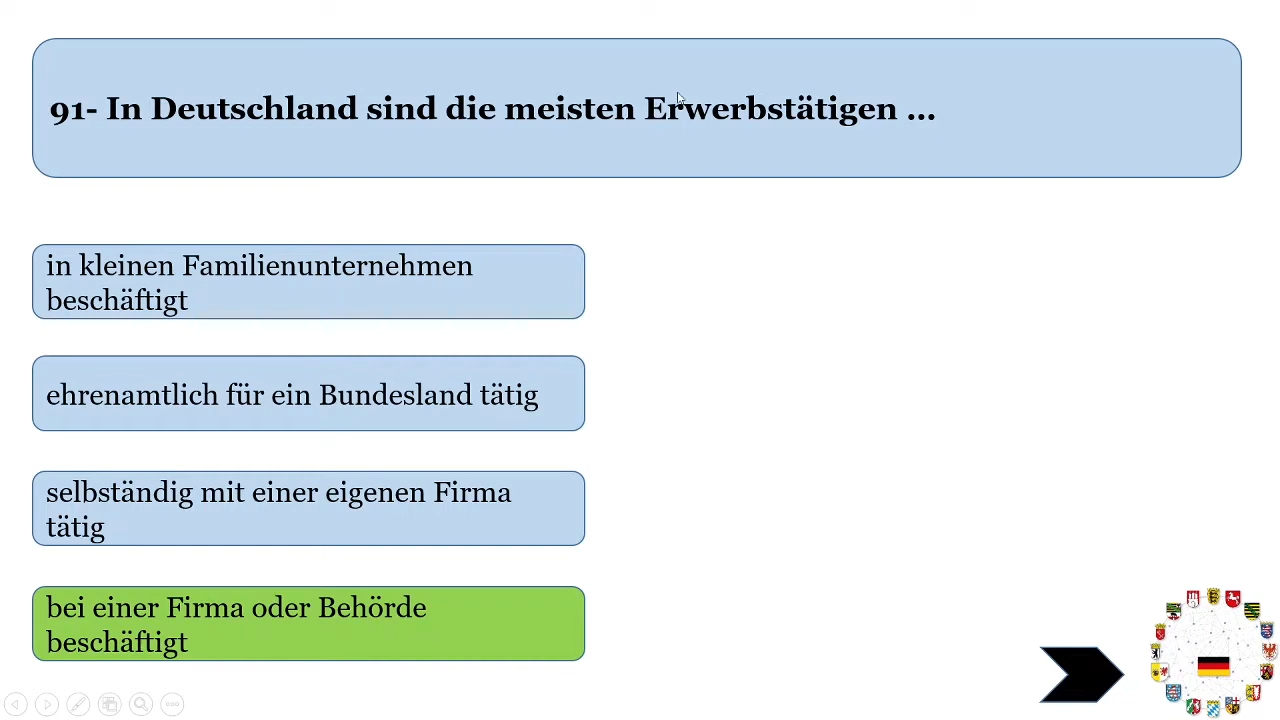 91- In Deutschland sind die meisten Erwerbstätigen ...
in kleinen Familienunternehmen
beschäftigt
ehrenamtlich für ein Bundesland tätig
selbständig mit einer eigenen Firma
tätig
bei einer Firma oder Behörde
beschäftigt